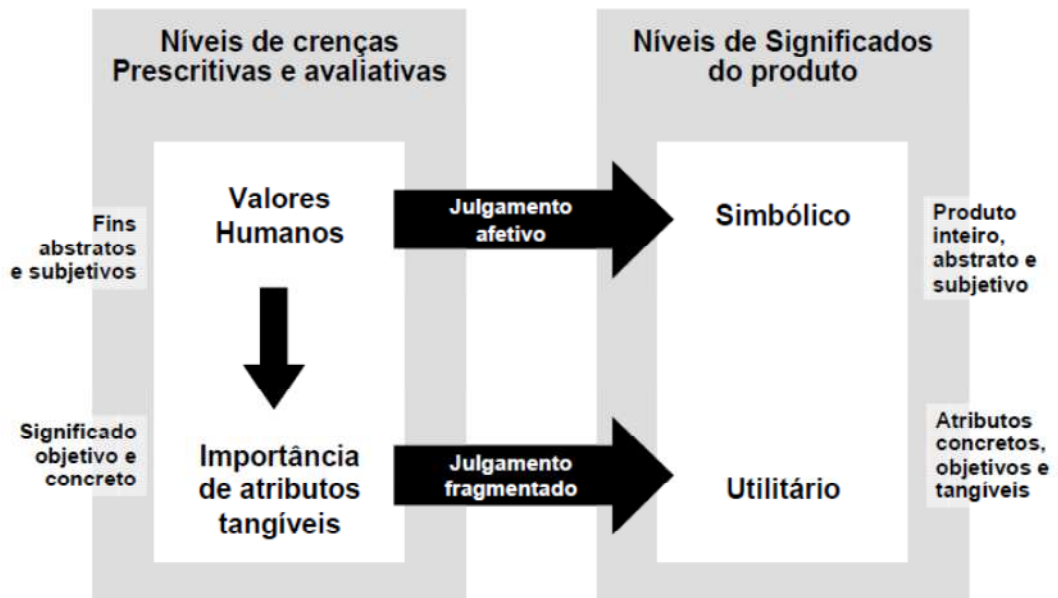 Níveis de crenças
Prescritivas e avaliativas
Níveis de Significados
do produto
Fins
abstratos
e subjetivos
Valores
Humanos
Julgamento
afetivo
Simbólico
Produto
inteiro,
abstrato e
subjetivo
Significado
objetivo e
concreto
Importância
de atributos
tangíveis
Julgamento
fragmentado
Utilitário
Atributos
concretos,
objetivos e
tangíveis